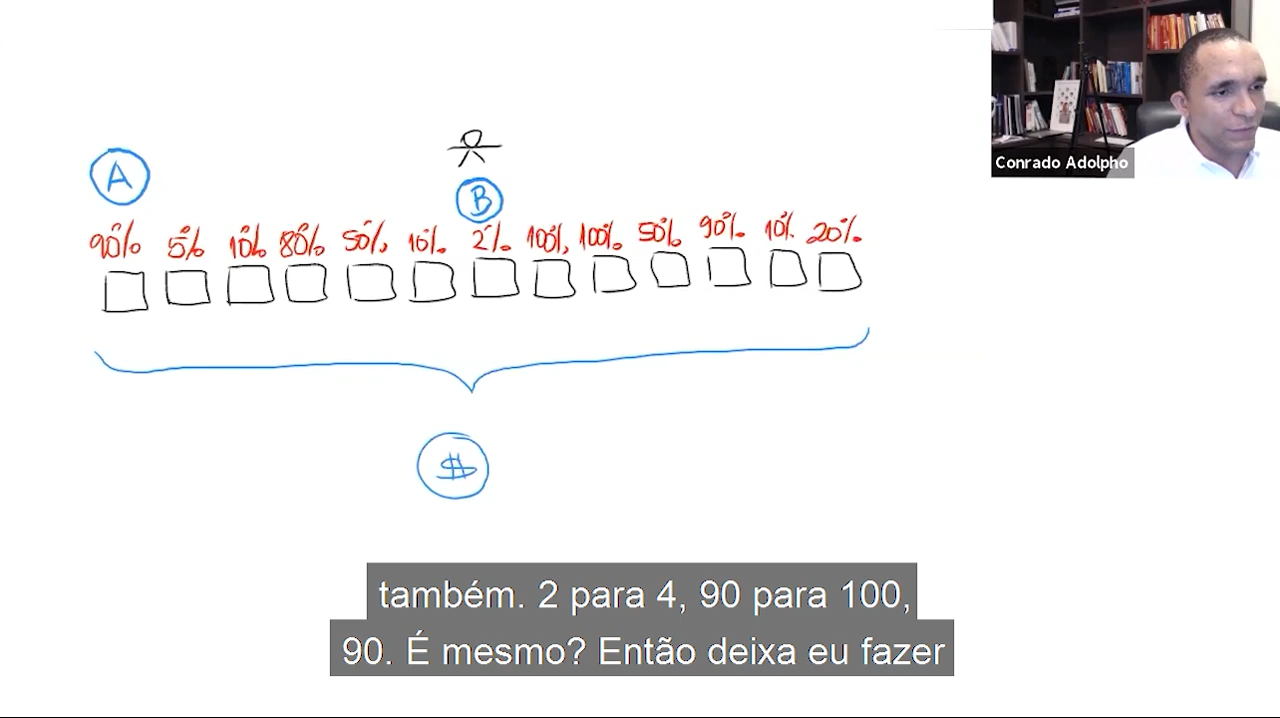 Conrado Adolpho
A
B
90% 5% 10% 80% 50% 10% 2% 100% 100% 50% 90% 10% 20%
$
também. 2 para 4, 90 para 100,
90. É mesmo? Então deixa eu fazer